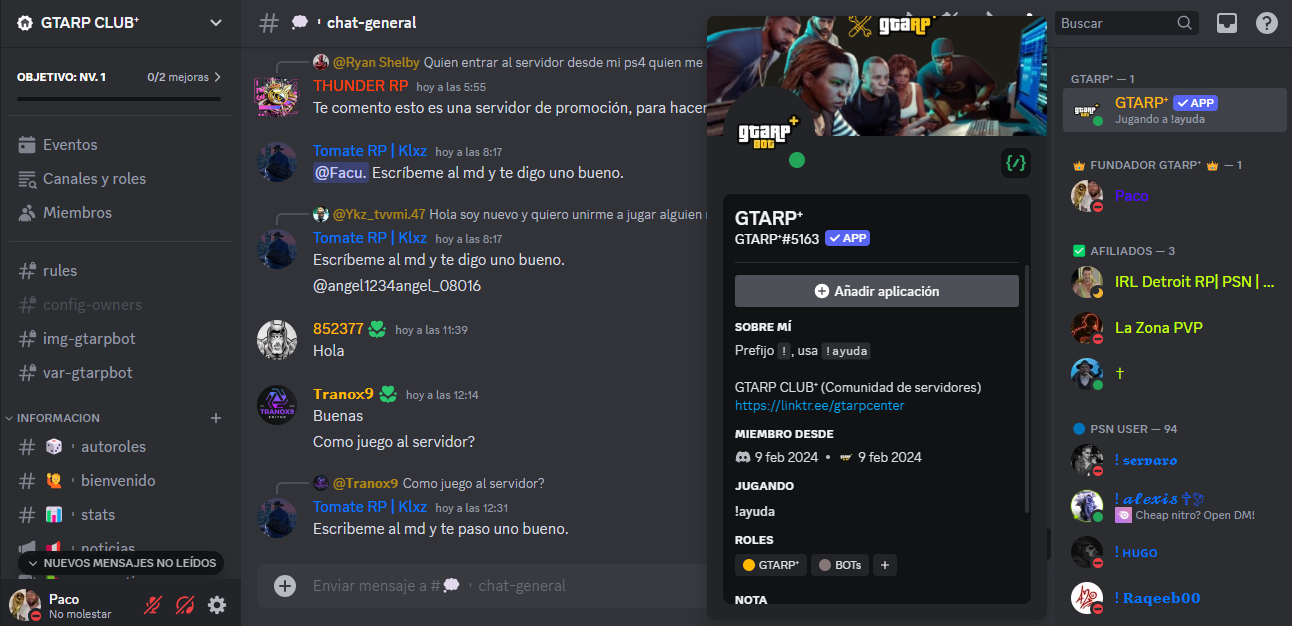 GTARP CLUB⁺
OBJETIVO: NV. 1
0/2 mejoras
Eventos
Canales y roles
Miembros
rules
config-owners
img-gtarpbot
var-gtarpbot
INFORMACION
autoroles
bienvenido
stats
noticias
NUEVOS MENSAJES NO LEÍDOS
Paco
No molestar
chat-general
@Ryan Shelby Quien entrar al servidor desde mi ps4 quien me
THUNDER RP hoy a las 5:55
Te comento esto es una servidor de promoción, para hacer
Tomate RP | Klxz hoy a las 8:17
@Facu. Escríbeme al md y te digo uno bueno.
@Ykz_tvvmi.47 Hola soy nuevo y quiero unirme a jugar alguien
Tomate RP | Klxz hoy a las 8:17
Escríbeme al md y te digo uno bueno.
@angel1234angel_08016
852377 hoy a las 11:39
Hola
Tranox9 hoy a las 12:14
Buenas
Como juego al servidor?
TRANOX9
@Tranox9 Como juego al servidor?
Tomate RP | Klxz hoy a las 12:31
Escribeme al md y te paso uno bueno.
Enviar mensaje a # chat-general
gtarp
gtarp⁺
BOT
{/}
GTARP⁺
GTARP⁺#5163 APP
Añadir aplicación
SOBRE MÍ
Prefijo !, usa !ayuda
GTARP CLUB⁺ (Comunidad de servidores)
https://linktr.ee/gtarpcenter
MIEMBRO DESDE
9 feb 2024 • 9 feb 2024
JUGANDO
!ayuda
ROLES
GTARP⁺ BOTs +
NOTA
Buscar
GTARP⁺ — 1
GTARP⁺ APP
Jugando a !ayuda
FUNDADOR GTARP⁺ — 1
Paco
AFILIADOS — 3
IRL Detroit RP| PSN | ...
La Zona PVP
†
PSN USER — 94
! 𝖘𝖊𝖗𝖛𝖆𝖗𝖔
! 𝓪𝓵𝓮𝔁𝓲𝓼✞🕊
Cheap nitro? Open DM!
! ʜᴜɢᴏ
! 𝐑𝐚𝐪𝐞𝐞𝐛𝟎𝟎